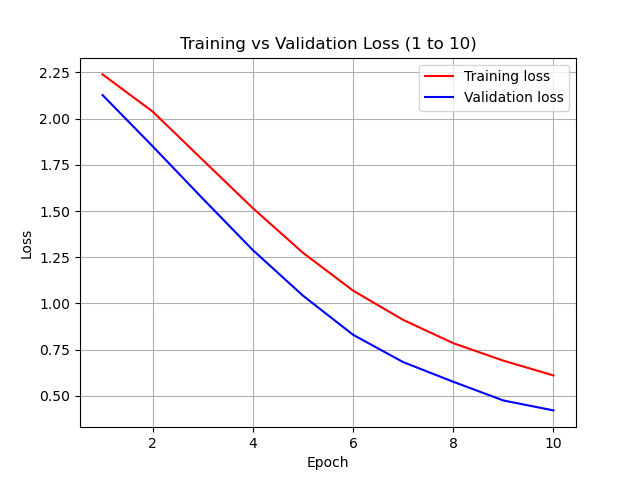 Training vs Validation Loss (1 to 10)
Training loss
Validation loss
2.25
2.00
1.75
1.50
1.25
1.00
0.75
0.50
Loss
2 4 6 8 10
Epoch